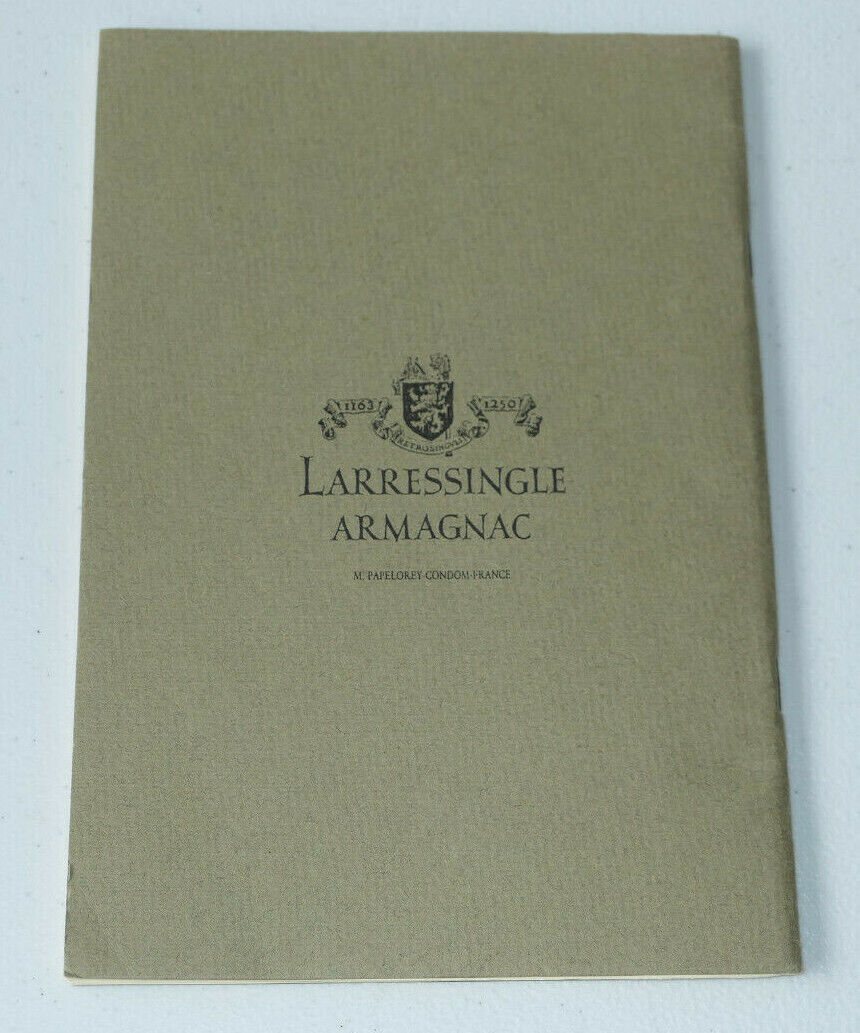 1163 1250
LARRESSINGLE
ARMAGNAC
M. PAPELOREY-CONDOM-FRANCE